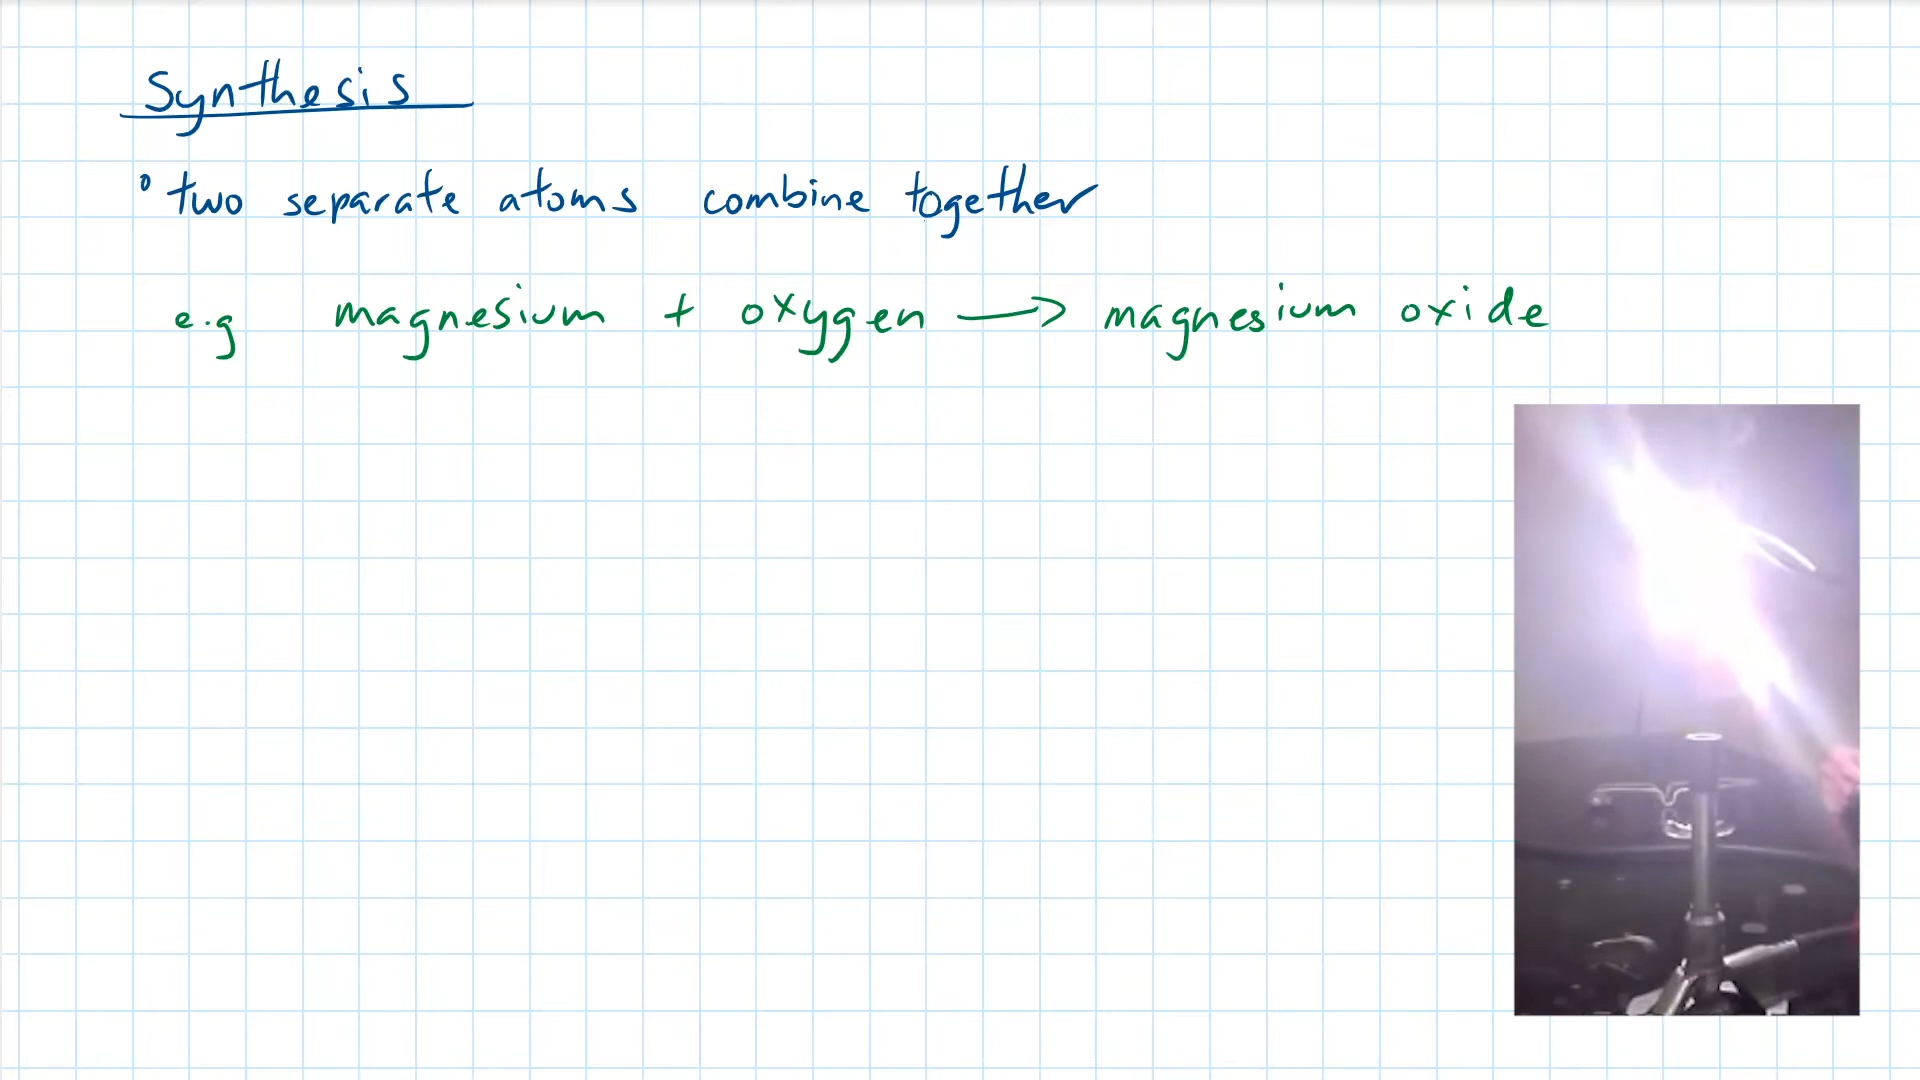 Synthesis
° two separate atoms combine together
e.g magnesium + oxygen → magnesium oxide